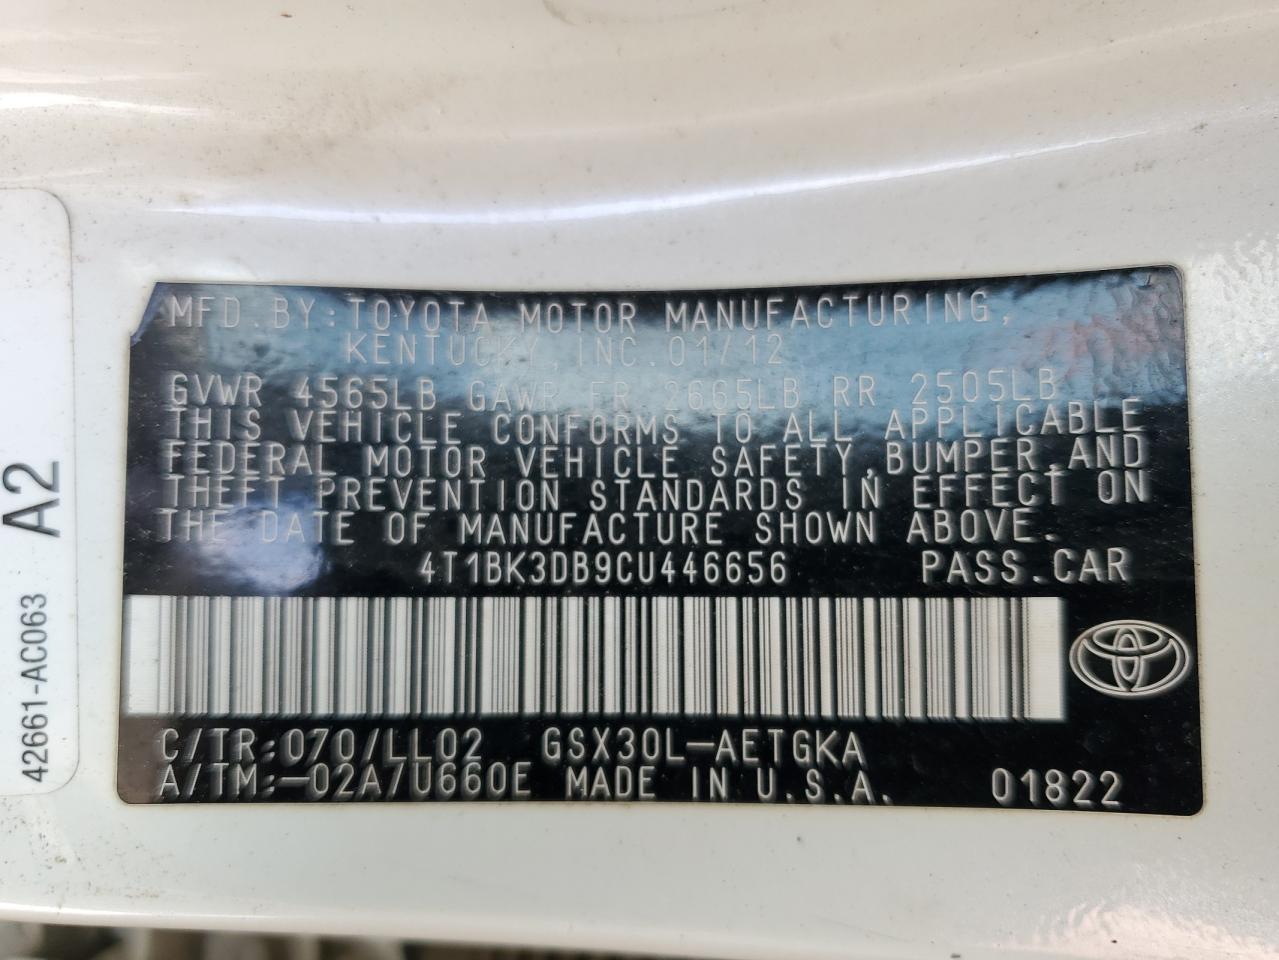 MFD.BY:TOYOTA MOTOR MANUFACTURING,
KENTUCKY,INC.01/12
GVWR 4565LB GAWR FR 2665LB RR 2505LB
THIS VEHICLE CONFORMS TO ALL APPLICABLE
FEDERAL MOTOR VEHICLE SAFETY,BUMPER,AND
THEFT PREVENTION STANDARDS IN EFFECT ON
THE DATE OF MANUFACTURE SHOWN ABOVE.
4T1BK3DB9CU446656 PASS.CAR
C/TR:070/LL02 GSX30L-AETGKA
A/TM:-02A/U660E MADE IN U.S.A. 01822
42661-AC063 A2